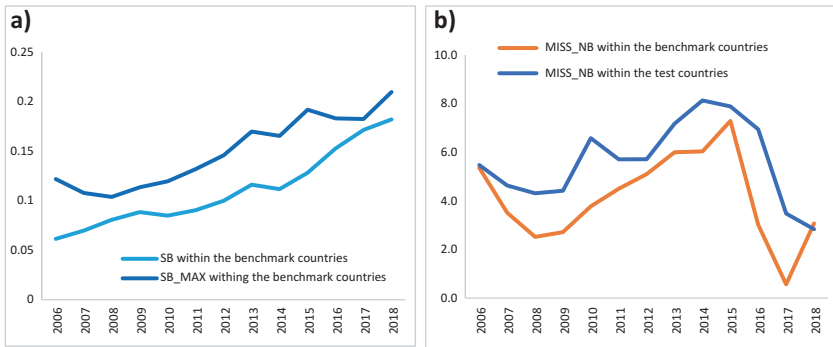 a)
0.25
0.2
0.15
0.1
0.05
0
SB within the benchmark countries
SB_MAX withing the benchmark countries
2006 2007 2008 2009 2010 2011 2012 2013 2014 2015 2016 2017 2018
b)
10.0
8.0
6.0
4.0
2.0
0.0
MISS_NB within the benchmark countries
MISS_NB within the test countries
2006 2007 2008 2009 2010 2011 2012 2013 2014 2015 2016 2017 2018